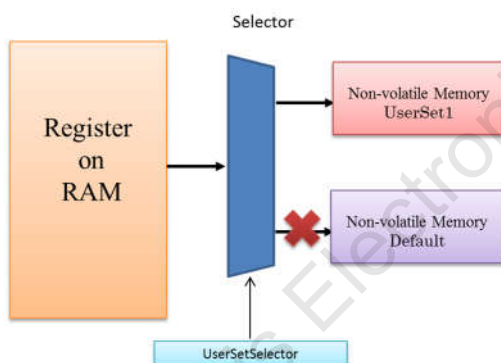 Selector
Register
on
RAM
Non-volatile Memory
UserSet1
Non-volatile Memory
Default
UserSetSelector